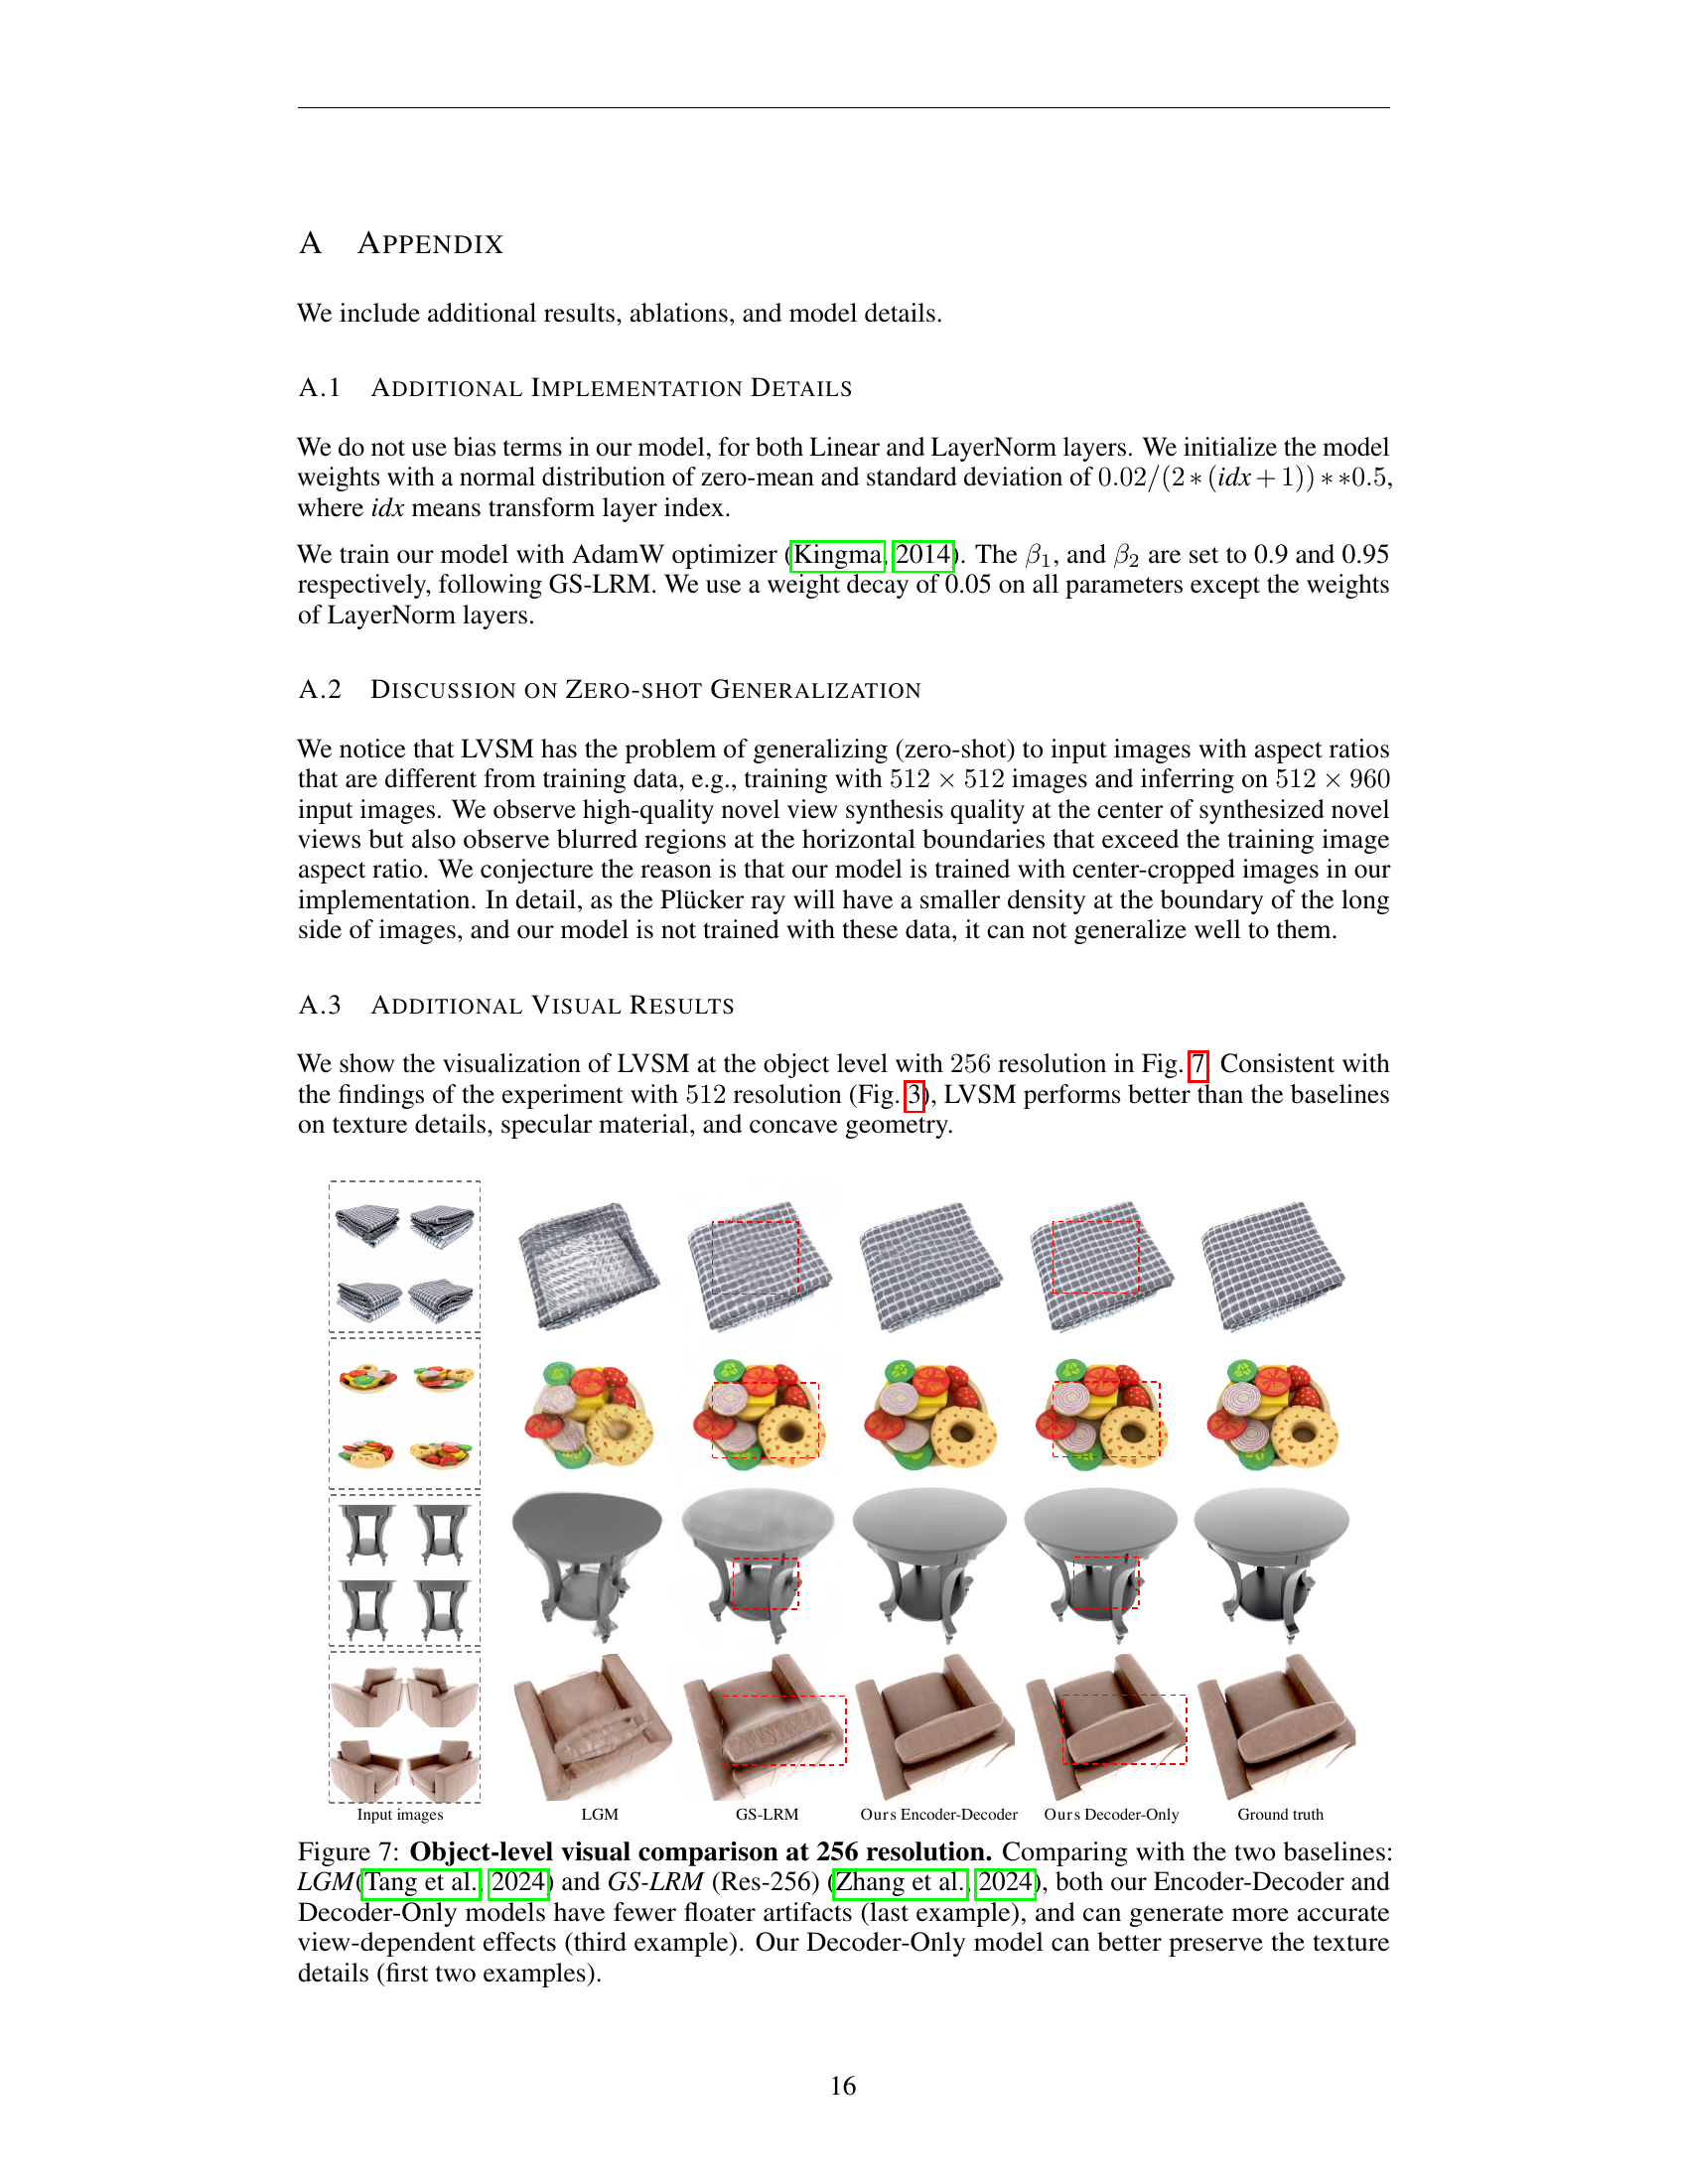 A APPENDIX
We include additional results, ablations, and model details.
A.1 ADDITIONAL IMPLEMENTATION DETAILS
We do not use bias terms in our model, for both Linear and LayerNorm layers. We initialize the model
weights with a normal distribution of zero-mean and standard deviation of 0.02/(2 ∗ (idx + 1)) ∗ ∗0.5,
where idx means transform layer index.
We train our model with AdamW optimizer (Kingma, 2014). The β₁, and β₂ are set to 0.9 and 0.95
respectively, following GS-LRM. We use a weight decay of 0.05 on all parameters except the weights
of LayerNorm layers.
A.2 DISCUSSION ON ZERO-SHOT GENERALIZATION
We notice that LVSM has the problem of generalizing (zero-shot) to input images with aspect ratios
that are different from training data, e.g., training with 512 × 512 images and inferring on 512 × 960
input images. We observe high-quality novel view synthesis quality at the center of synthesized novel
views but also observe blurred regions at the horizontal boundaries that exceed the training image
aspect ratio. We conjecture the reason is that our model is trained with center-cropped images in our
implementation. In detail, as the Plücker ray will have a smaller density at the boundary of the long
side of images, and our model is not trained with these data, it can not generalize well to them.
A.3 ADDITIONAL VISUAL RESULTS
We show the visualization of LVSM at the object level with 256 resolution in Fig. 7. Consistent with
the findings of the experiment with 512 resolution (Fig. 3), LVSM performs better than the baselines
on texture details, specular material, and concave geometry.
Input images LGM GS-LRM Ours Encoder-Decoder Ours Decoder-Only Ground truth
Figure 7: Object-level visual comparison at 256 resolution. Comparing with the two baselines:
LGM(Tang et al., 2024) and GS-LRM (Res-256) (Zhang et al., 2024), both our Encoder-Decoder and
Decoder-Only models have fewer floater artifacts (last example), and can generate more accurate
view-dependent effects (third example). Our Decoder-Only model can better preserve the texture
details (first two examples).
16